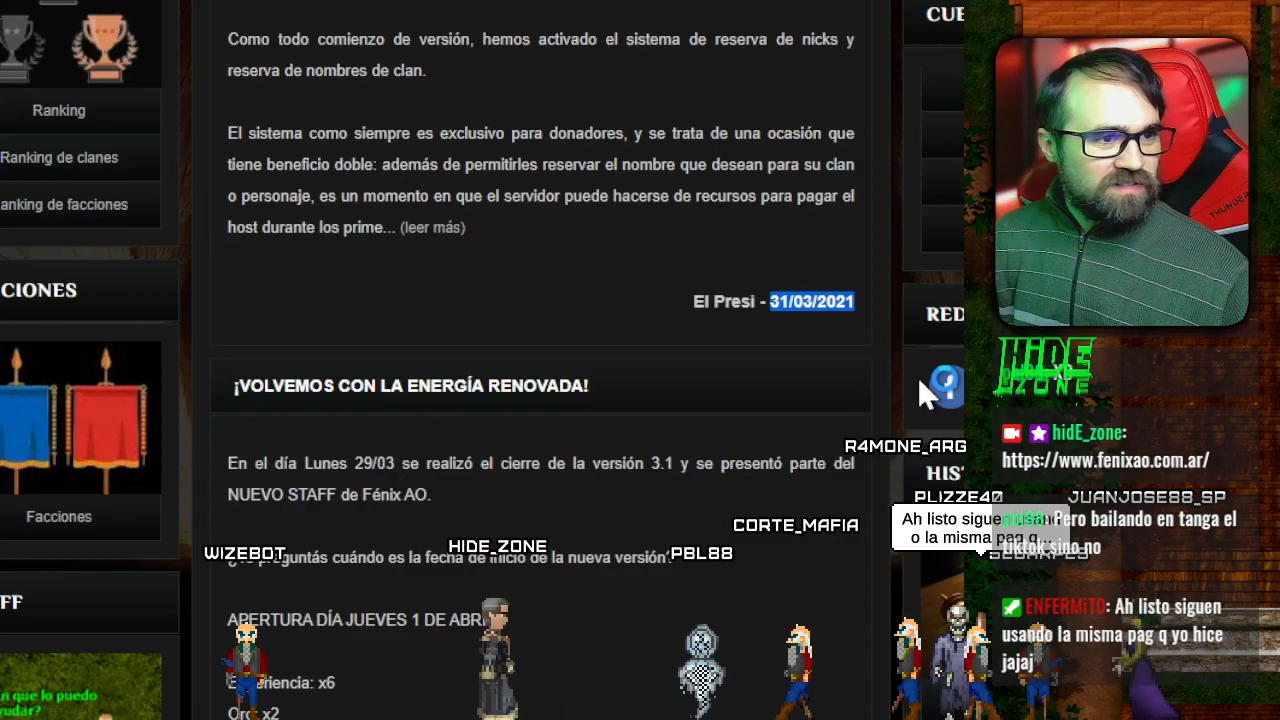 Ranking
Ranking de clanes
anking de facciones
CIONES
Facciones
FF
n que lo puedo
yudar?
Como todo comienzo de versión, hemos activado el sistema de reserva de nicks y
reserva de nombres de clan.
El sistema como siempre es exclusivo para donadores, y se trata de una ocasión que
tiene beneficio doble: además de permitirles reservar el nombre que desean para su clan
o personaje, es un momento en que el servidor puede hacerse de recursos para pagar el
host durante los prime... (leer más)
El Presi - 31/03/2021
¡VOLVEMOS CON LA ENERGÍA RENOVADA!
En el día Lunes 29/03 se realizó el cierre de la versión 3.1 y se presentó parte del
NUEVO STAFF de Fénix AO.
preguntás cuándo es la fecha de inicio de la nueva versión?
APERTURA DÍA JUEVES 1 DE ABRI
Experiencia: x6
Oro: x2
WIZEBOT
HIDE_ZONE
PBL88
CORTE_MAFIA
R4MONE_ARG
PLIZZE40
JUANJOSE88_SP
Ah listo siguen
o la misma pag q...
CUE
RED
HIS
THUNDER
HiDE
ZONE
hidE_zone:
https://www.fenixao.com.ar/
Pero bailando en tanga el
tiktok sino no
ENFERMiTO: Ah listo siguen
usando la misma pag q yo hice
jajaj